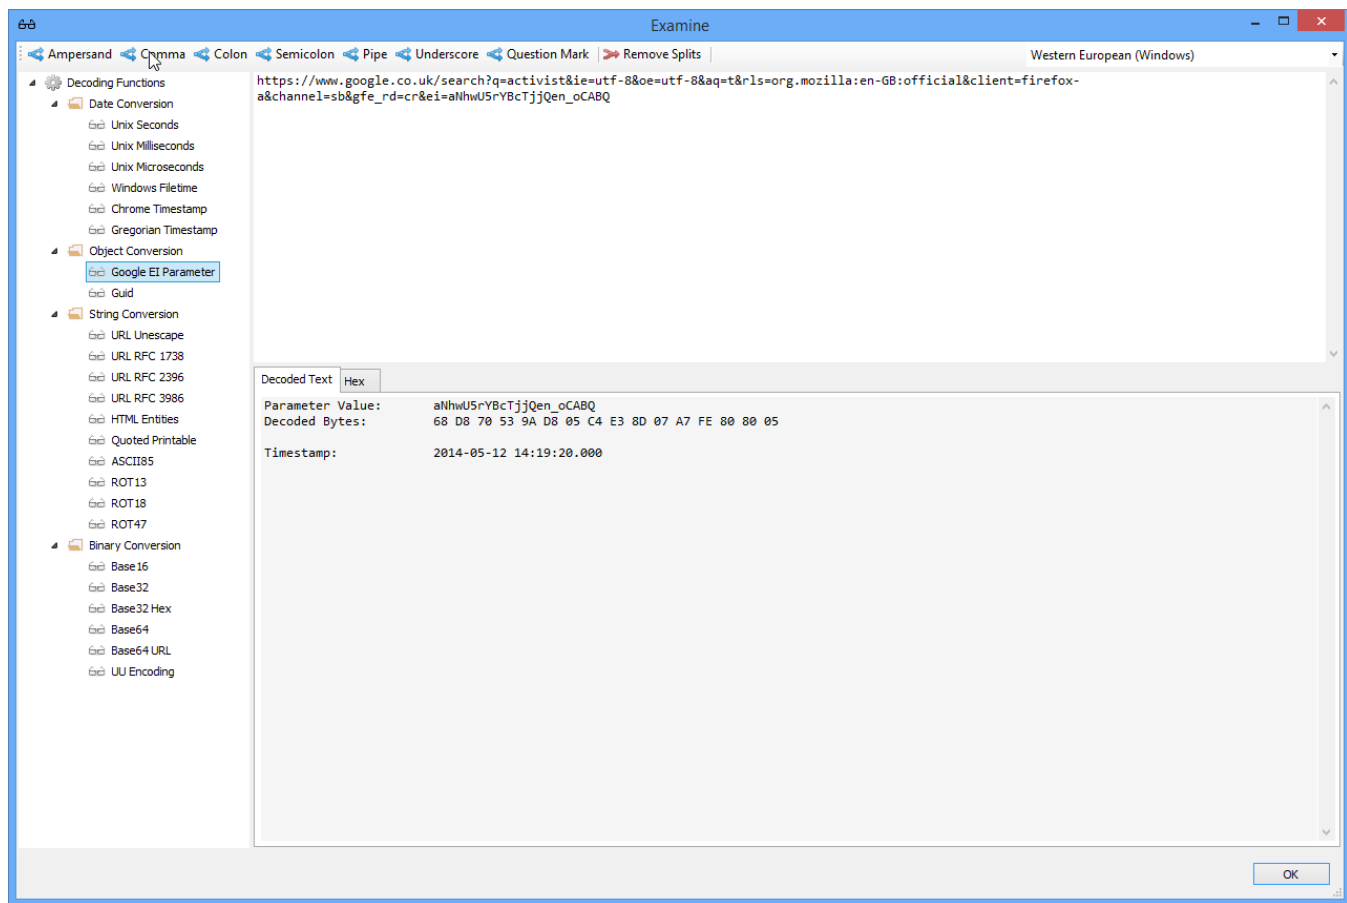 Examine
Ampersand Comma Colon Semicolon Pipe Underscore Question Mark Remove Splits Western European (Windows)
Decoding Functions
Date Conversion
Unix Seconds
Unix Milliseconds
Unix Microseconds
Windows Filetime
Chrome Timestamp
Gregorian Timestamp
Object Conversion
Google EI Parameter
Guid
String Conversion
URL Unescape
URL RFC 1738
URL RFC 2396
URL RFC 3986
HTML Entities
Quoted Printable
ASCII85
ROT13
ROT18
ROT47
Binary Conversion
Base16
Base32
Base32 Hex
Base64
Base64 URL
UU Encoding
https://www.google.co.uk/search?q=activist&ie=utf-8&oe=utf-8&aq=t&rls=org.mozilla:en-GB:official&client=firefox-
a&channel=sb&gfe_rd=cr&ei=aNhwU5rYBcTjjQen_oCABQ
Decoded Text Hex
Parameter Value: aNhwU5rYBcTjjQen_oCABQ
Decoded Bytes: 68 D8 70 53 9A D8 05 C4 E3 8D 07 A7 FE 80 80 05
Timestamp: 2014-05-12 14:19:20.000
OK